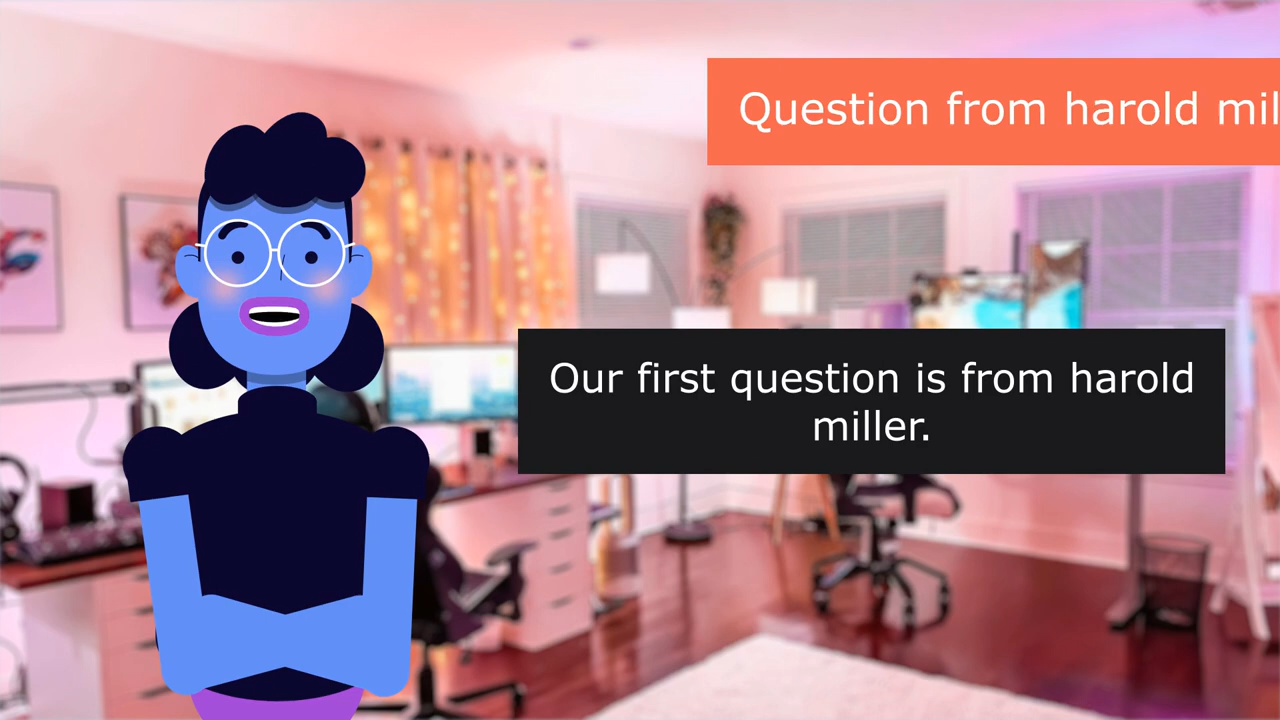 Question from harold mil
Our first question is from harold
miller.